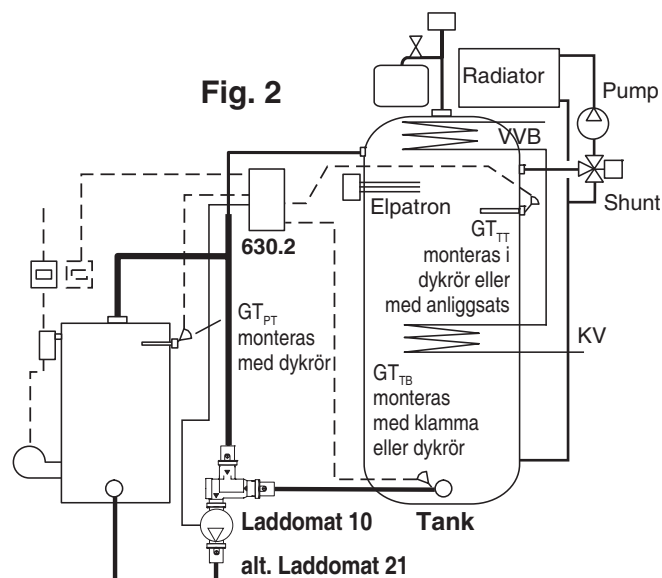 Fig. 2
Radiator
Pump
VVB
Shunt
Elpatron
630.2
GTTT
monteras i
dykrör eller
med anliggsats
GTPT
monteras
med dykrör
KV
GTTB
monteras
med klamma
eller dykrör
Laddomat 10
Tank
alt. Laddomat 21